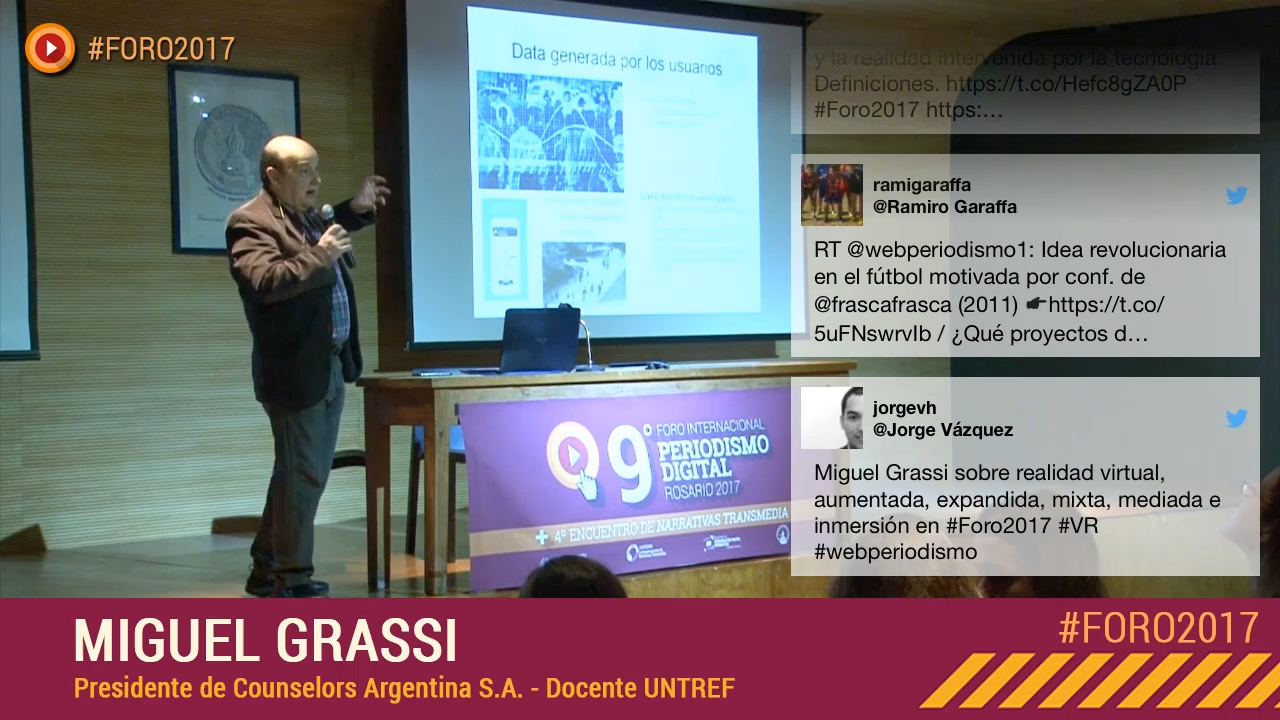 #FORO2017
Data generada por los usuarios
y la realidad intervenida por la tecnología.
Definiciones. https://t.co/Hefc8gZA0P
#Foro2017 https:…
ramigaraffa
@Ramiro Garaffa
RT @webperiodismo1: Idea revolucionaria
en el fútbol motivada por conf. de
@frascafrasca (2011) ☛https://t.co/
5uFNswrvIb / ¿Qué proyectos d…
jorgevh
@Jorge Vázquez
Miguel Grassi sobre realidad virtual,
aumentada, expandida, mixta, mediada e
inmersión en #Foro2017 #VR
#webperiodismo
9° FORO INTERNACIONAL
PERIODISMO
DIGITAL
ROSARIO 2017
+ 4º ENCUENTRO DE NARRATIVAS TRANSMEDIA
MIGUEL GRASSI
Presidente de Counselors Argentina S.A. - Docente UNTREF
#FORO2017